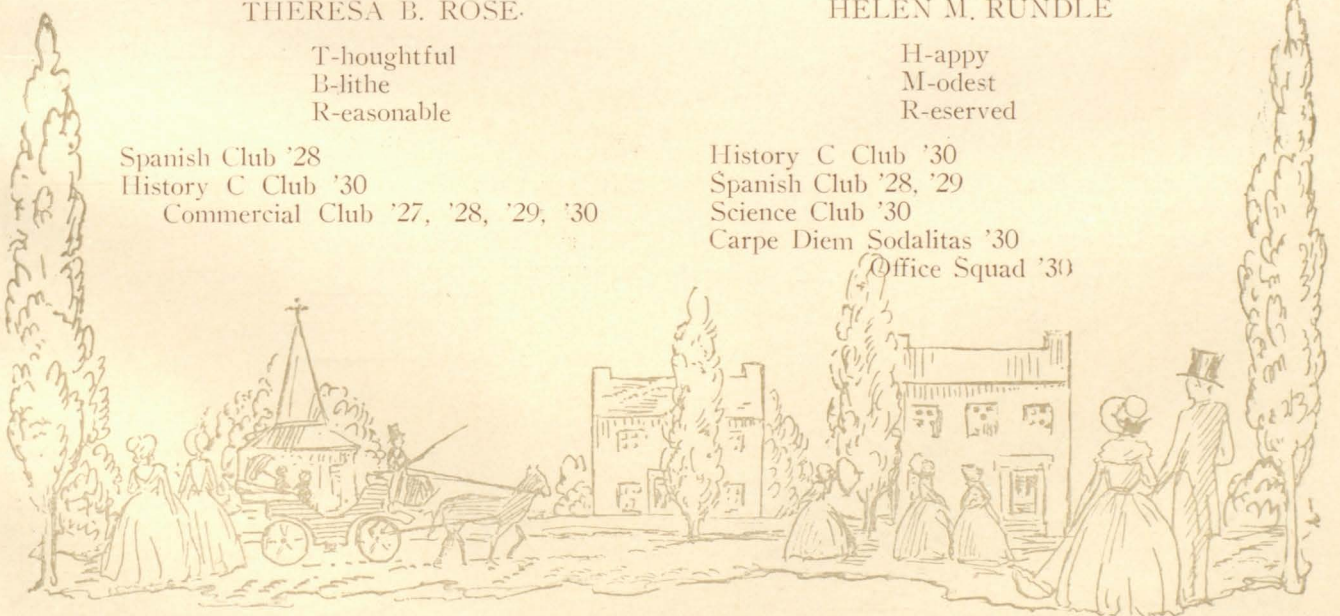 THERESA B. ROSE
T-houghtful
B-lithe
R-easonable
Spanish Club '28
History C Club '30
Commercial Club '27, '28, '29, '30
HELEN M. RUNDLE
H-appy
M-odest
R-eserved
History C Club '30
Spanish Club '28, '29
Science Club '30
Carpe Diem Sodalitas '30
Office Squad '30